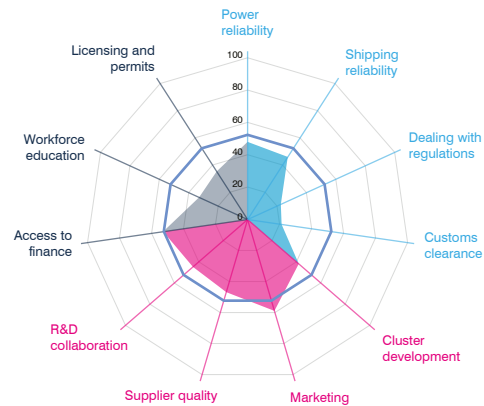 Power
reliability
Licensing and
permits
Shipping
reliability
100
80
60
40
20
0
Workforce
education
Dealing with
regulations
Access to
finance
Customs
clearance
R&D
collaboration
Cluster
development
Supplier quality
Marketing